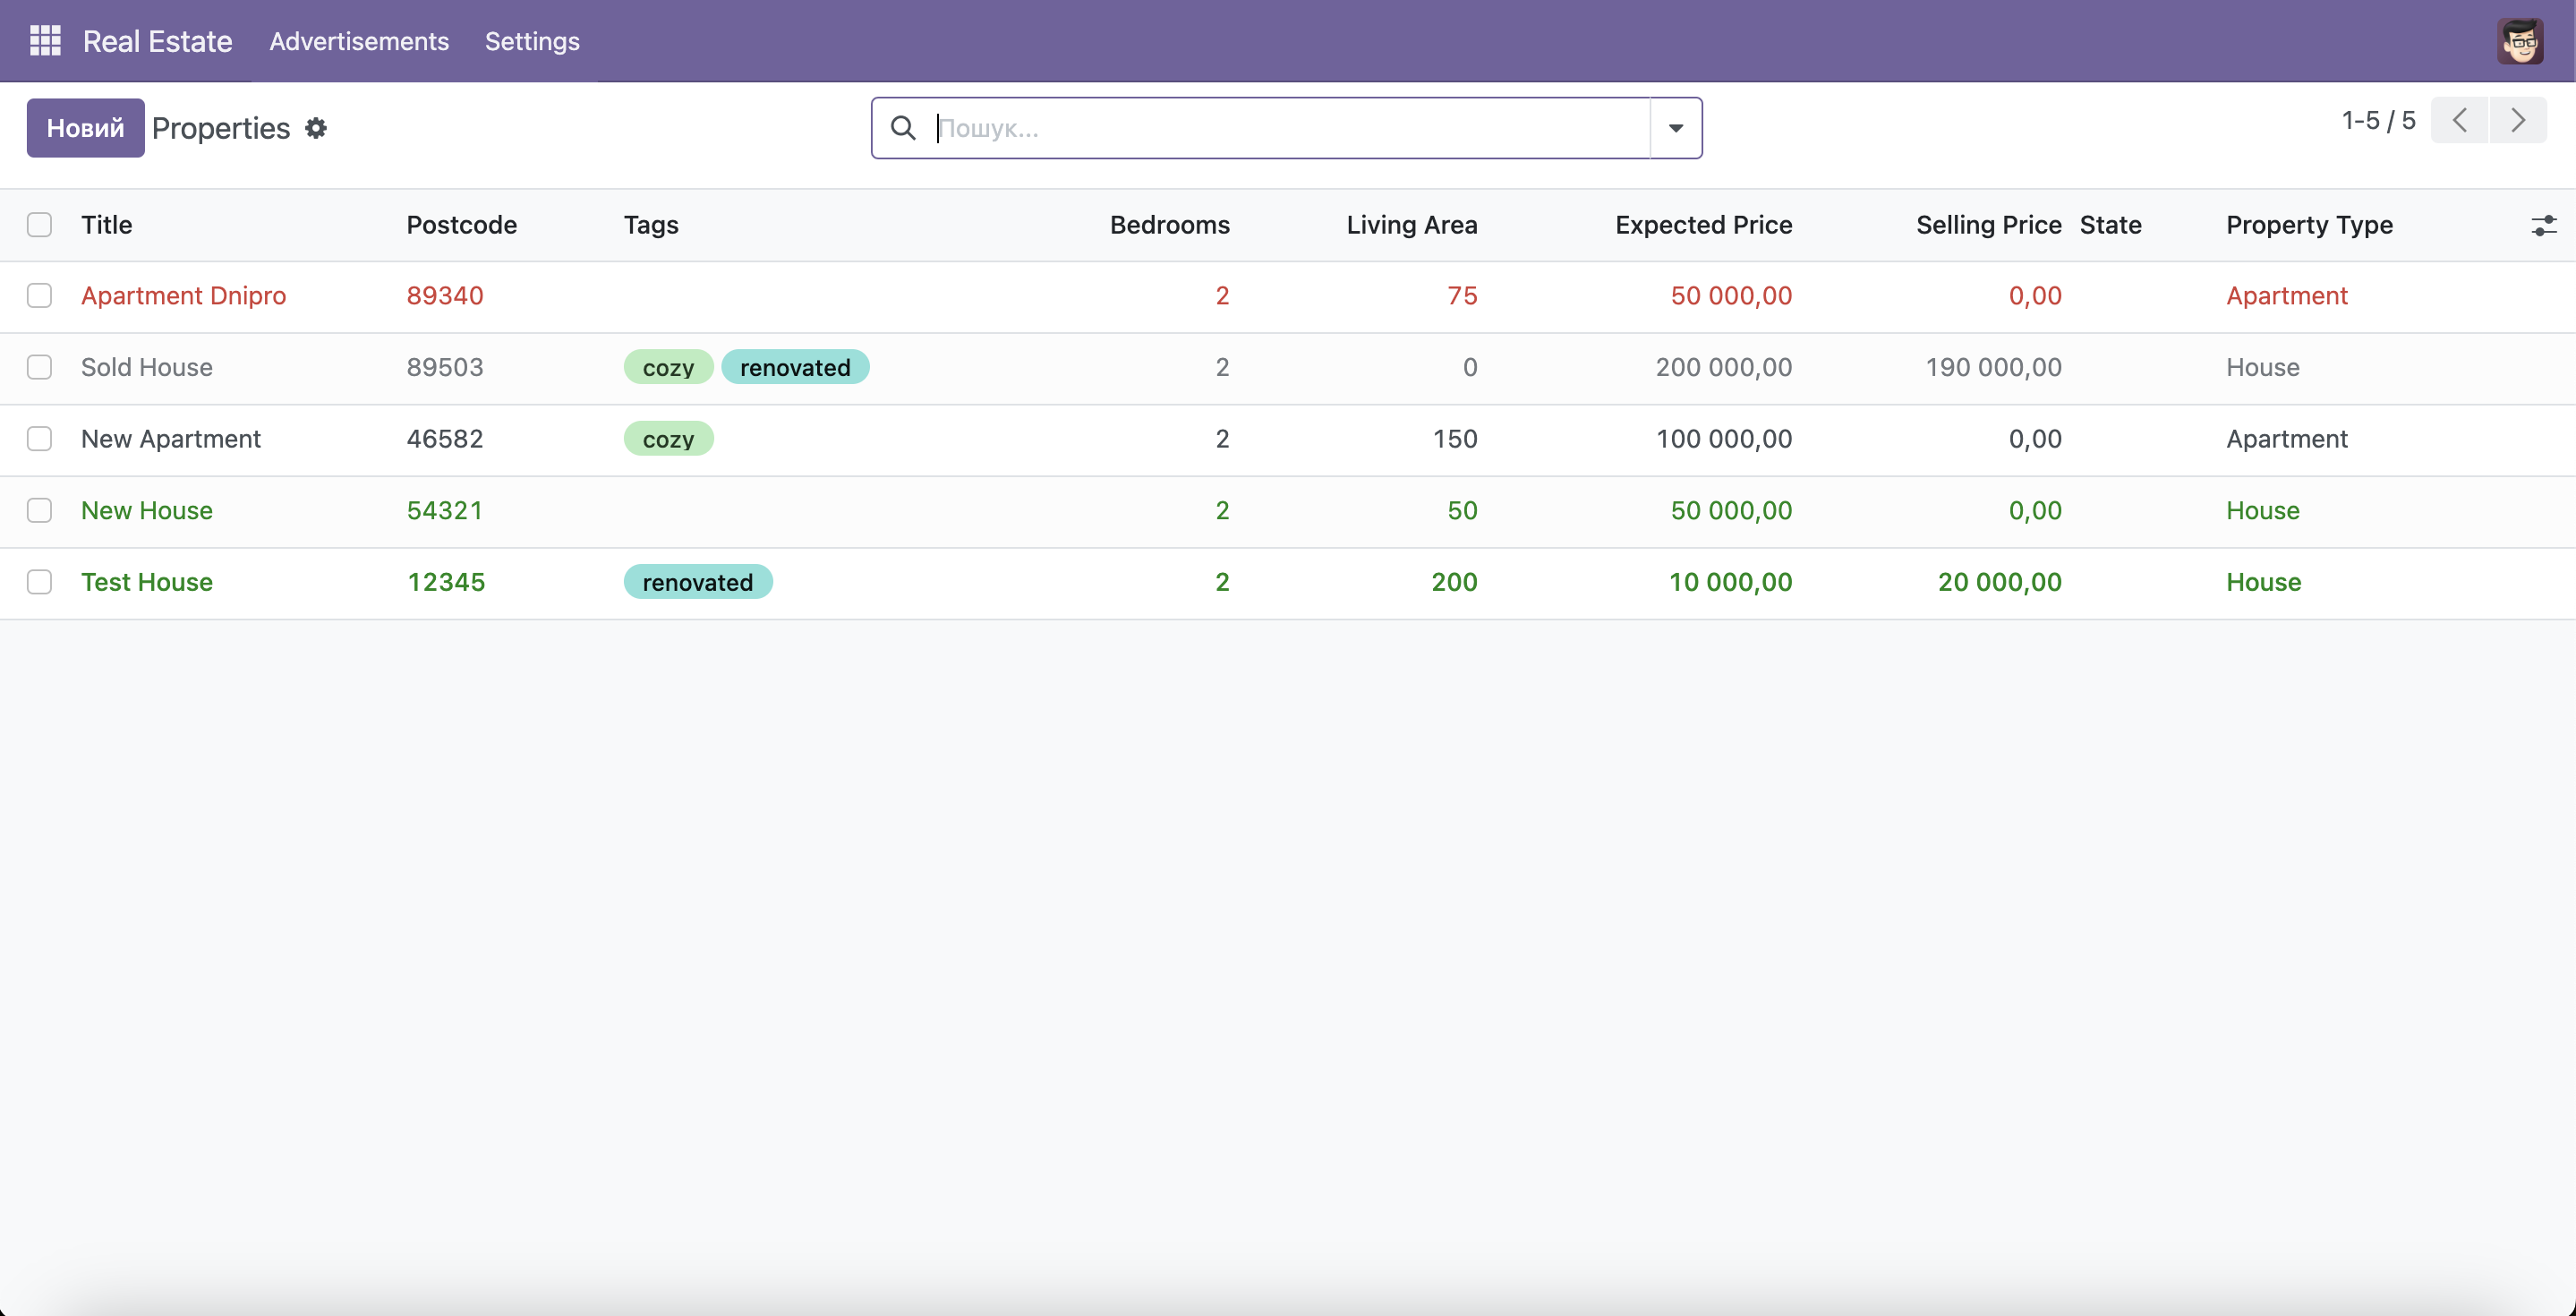 Real Estate Advertisements Settings
Новий Properties Пошук... 1-5 / 5
Title Postcode Tags Bedrooms Living Area Expected Price Selling Price State Property Type
Apartment Dnipro 89340 2 75 50 000,00 0,00 Apartment
Sold House 89503 cozy renovated 2 0 200 000,00 190 000,00 House
New Apartment 46582 cozy 2 150 100 000,00 0,00 Apartment
New House 54321 2 50 50 000,00 0,00 House
Test House 12345 renovated 2 200 10 000,00 20 000,00 House